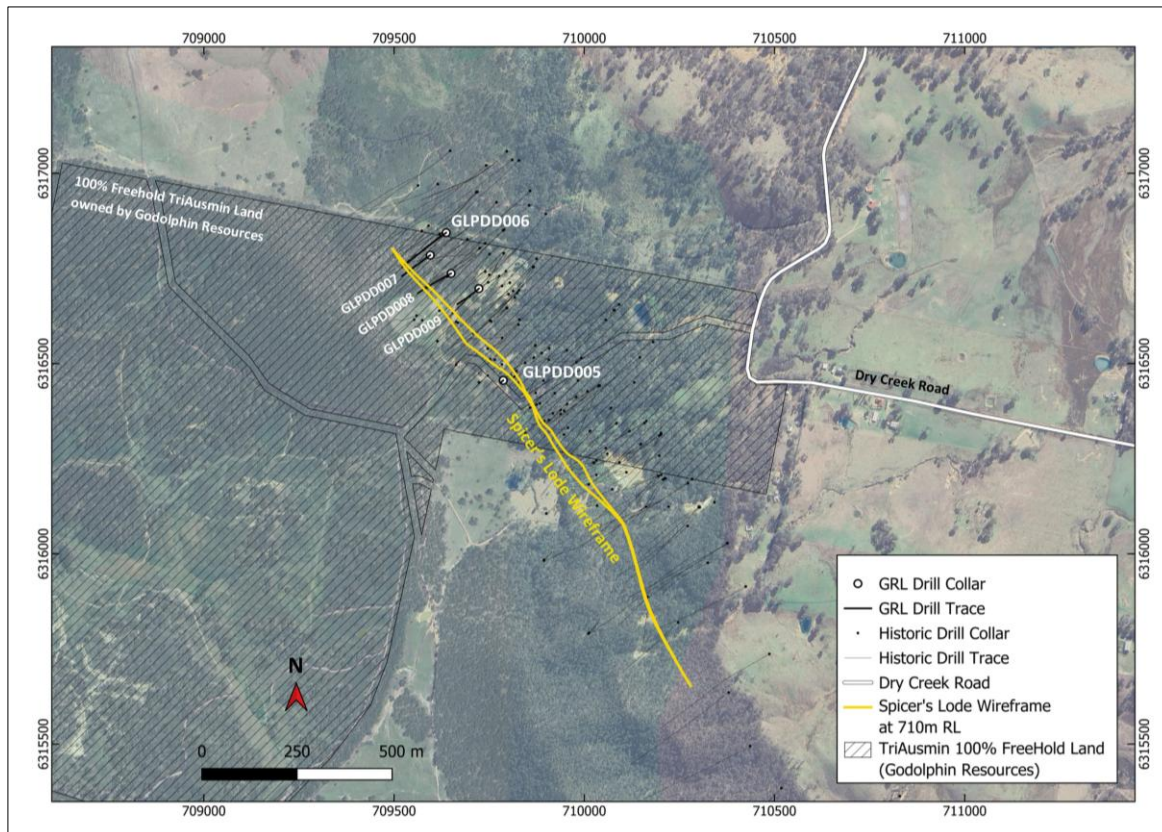 709000
709500
710000
710500
711000
6317000
6317000
100% Freehold TriAusmin Land
owned by Godolphin Resources
GLPDD006
GLPDD007
GLPDD008
GLPDD009
6316500
6316500
GLPDD005
Dry Creek Road
Spicer's Lode Wireframe
6316000
6316000
GRL Drill Collar
GRL Drill Trace
Historic Drill Collar
Historic Drill Trace
Dry Creek Road
Spicer's Lode Wireframe
at 710m RL
TriAusmin 100% FreeHold Land
(Godolphin Resources)
N
0 250 500 m
6315500
6315500
709000
709500
710000
710500
711000